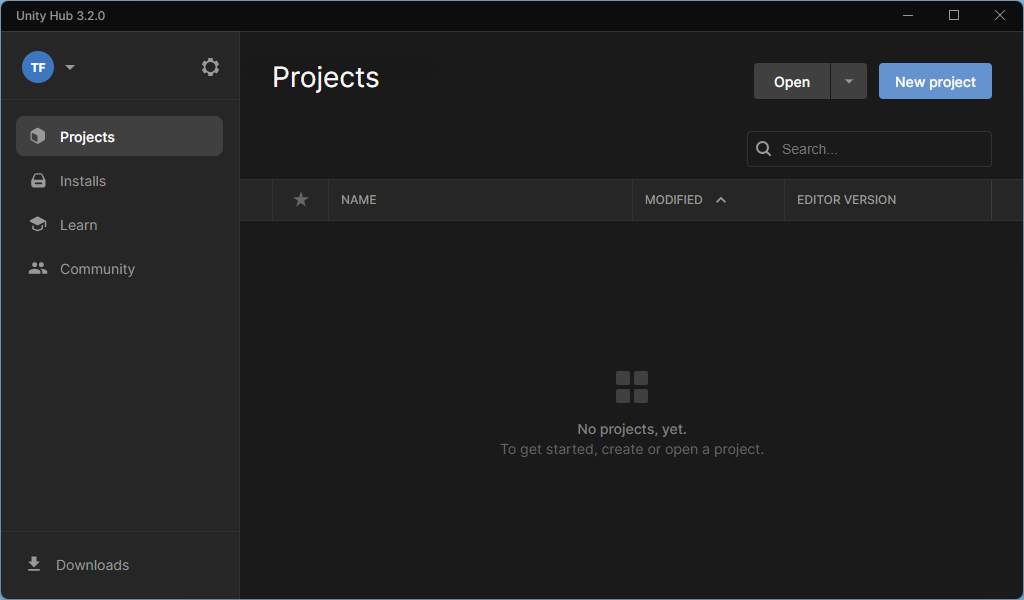 Unity Hub 3.2.0
TF
Projects
Installs
Learn
Community
Downloads
Projects
Open
New project
Search...
NAME
MODIFIED
EDITOR VERSION
No projects, yet.
To get started, create or open a project.